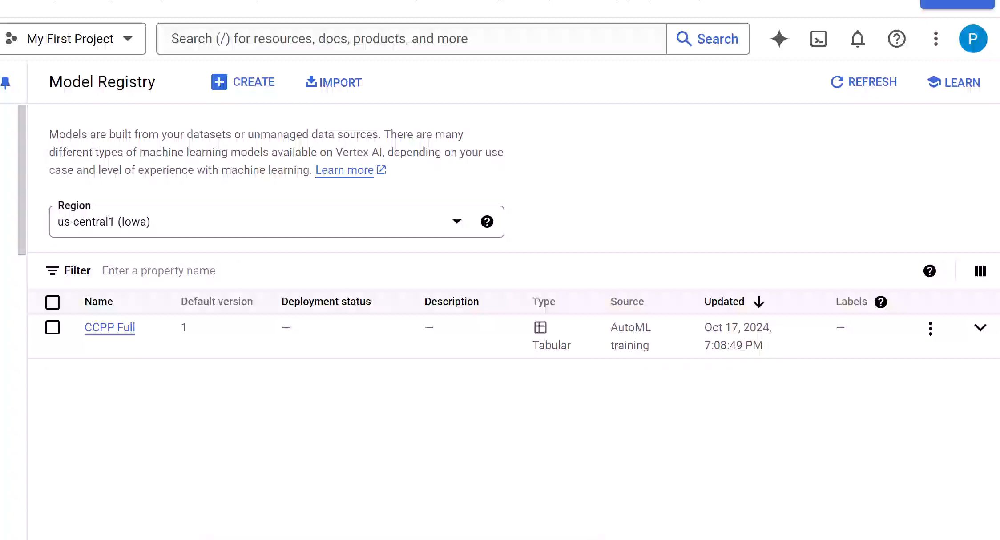 My First Project
Search (/) for resources, docs, products, and more
Search
P
Model Registry
CREATE
IMPORT
REFRESH
LEARN
Models are built from your datasets or unmanaged data sources. There are many
different types of machine learning models available on Vertex AI, depending on your use
case and level of experience with machine learning. Learn more
Region
us-central1 (Iowa)
Filter Enter a property name
Name Default version Deployment status Description Type Source Updated Labels
CCPP Full 1 — — Tabular AutoML training Oct 17, 2024, 7:08:49 PM —